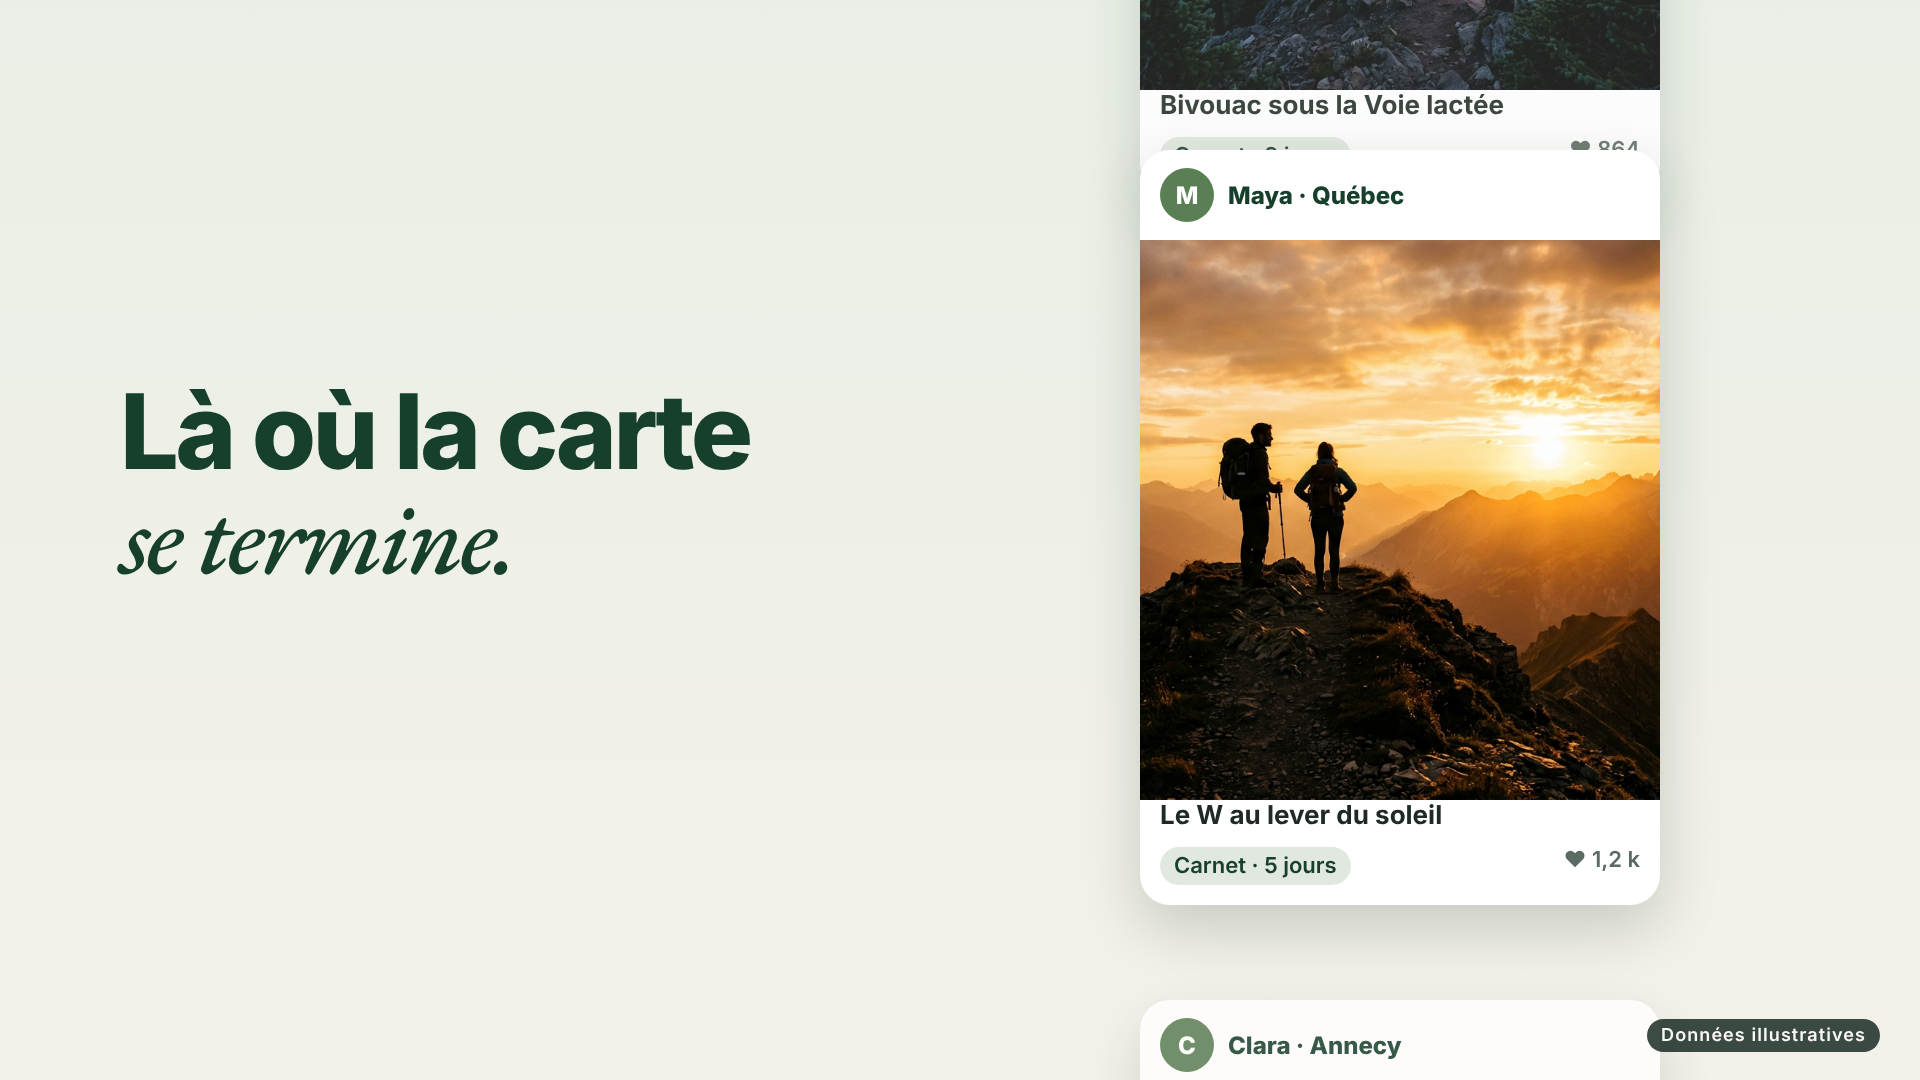 Là où la carte
se termine.
Bivouac sous la Voie lactée
864
M
Maya · Québec
Le W au lever du soleil
Carnet · 5 jours
1,2 k
C
Clara · Annecy
Données illustratives